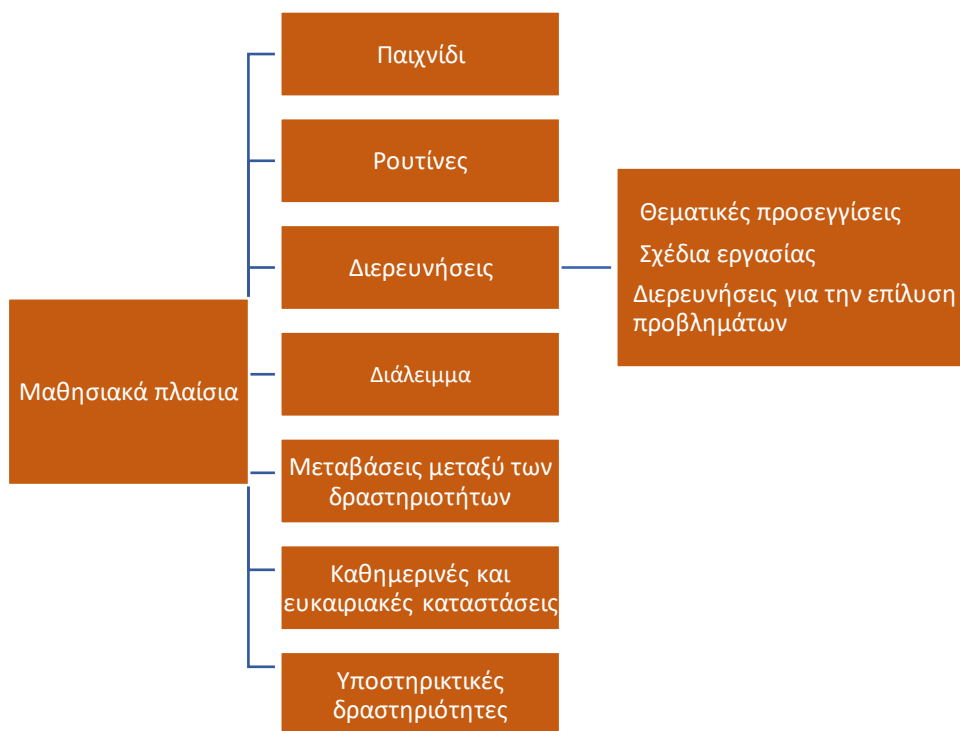 Μαθησιακά πλαίσια
Παιχνίδι
Ρουτίνες
Διερευνήσεις
Θεματικές προσεγγίσεις
Σχέδια εργασίας
Διερευνήσεις για την επίλυση
προβλημάτων
Διάλειμμα
Μεταβάσεις μεταξύ των
δραστηριοτήτων
Καθημερινές και
ευκαιριακές καταστάσεις
Υποστηρικτικές
δραστηριότητες